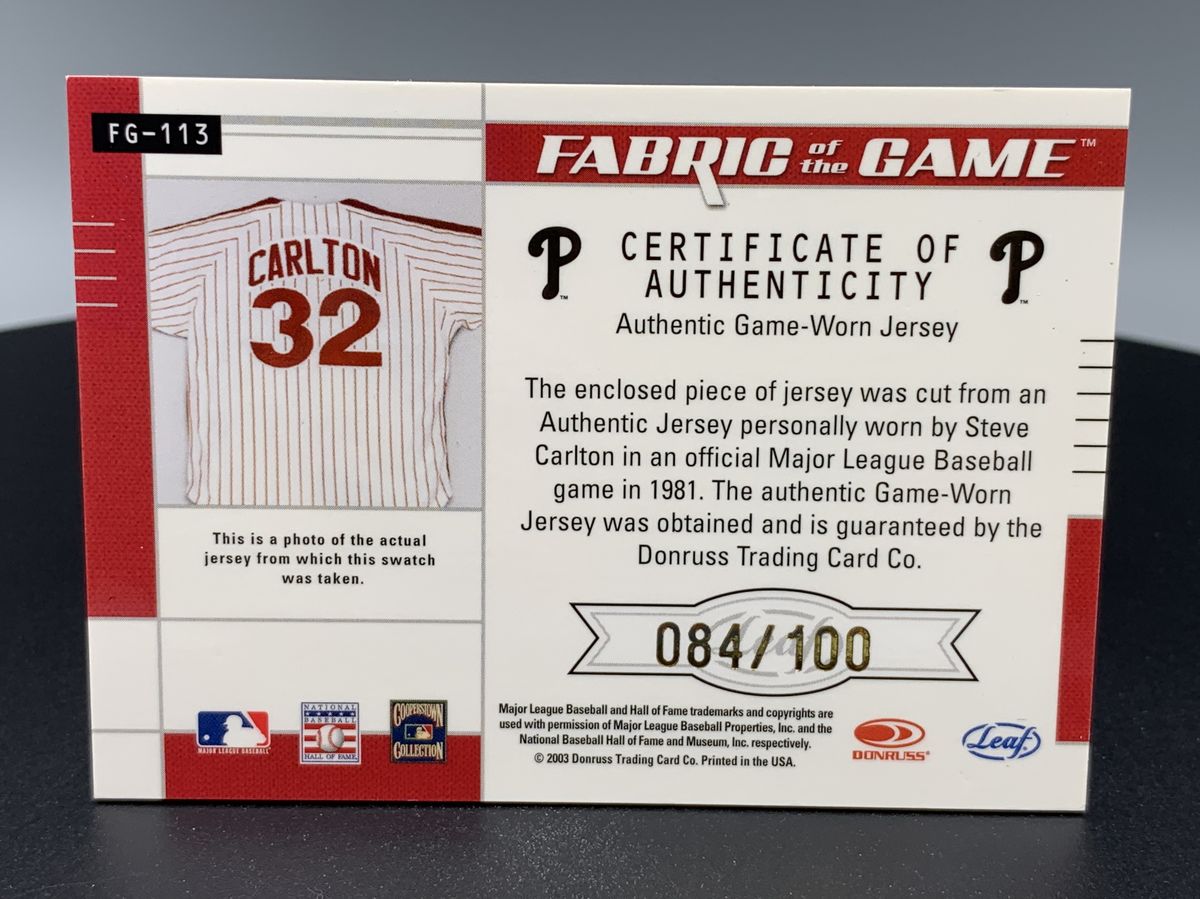 FG-113
FABRIC of the GAME™
CARLTON
32
This is a photo of the actual
jersey from which this swatch
was taken.
P™
CERTIFICATE OF
AUTHENTICITY
P™
Authentic Game-Worn Jersey
The enclosed piece of jersey was cut from an
Authentic Jersey personally worn by Steve
Carlton in an official Major League Baseball
game in 1981. The authentic Game-Worn
Jersey was obtained and is guaranteed by the
Donruss Trading Card Co.
Leaf
084/100
Major League Baseball and Hall of Fame trademarks and copyrights are
used with permission of Major League Baseball Properties, Inc. and the
National Baseball Hall of Fame and Museum, Inc. respectively.
© 2003 Donruss Trading Card Co. Printed in the USA.
MAJOR LEAGUE BASEBALL
NATIONAL
BASEBALL
HALL OF FAME
COOPERSTOWN
COLLECTION
DONRUSS®
Leaf